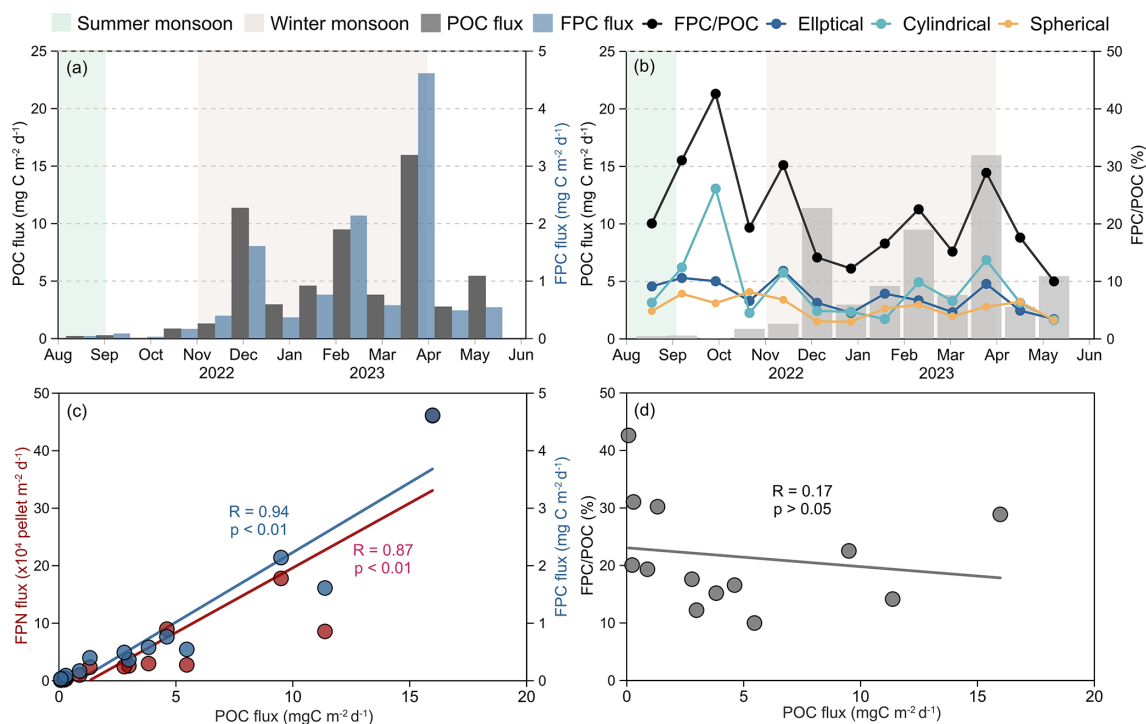 Summer monsoon Winter monsoon POC flux FPC flux FPC/POC Ellptical Cylindrical Spherical
(a)
25
20
15
10
5
0
POC flux (mg C m⁻² d⁻¹)
5
4
3
2
1
0
FPC flux (mg C m⁻² d⁻¹)
Aug Sep Oct Nov Dec Jan Feb Mar Apr May Jun
2022 2023
(b)
25
20
15
10
5
0
POC flux (mg C m⁻² d⁻¹)
50
40
30
20
10
0
FPC/POC (%)
Aug Sep Oct Nov Dec Jan Feb Mar Apr May Jun
2022 2023
(c)
50
40
30
20
10
0
FPN flux (x10⁴ pellet m⁻² d⁻¹)
R = 0.94
p < 0.01
R = 0.87
p < 0.01
5
4
3
2
1
0
FPC flux (mg C m⁻² d⁻¹)
0 5 10 15 20
POC flux (mgC m⁻² d⁻¹)
(d)
50
40
30
20
10
0
FPC/POC (%)
R = 0.17
p > 0.05
0 5 10 15 20
POC flux (mgC m⁻² d⁻¹)